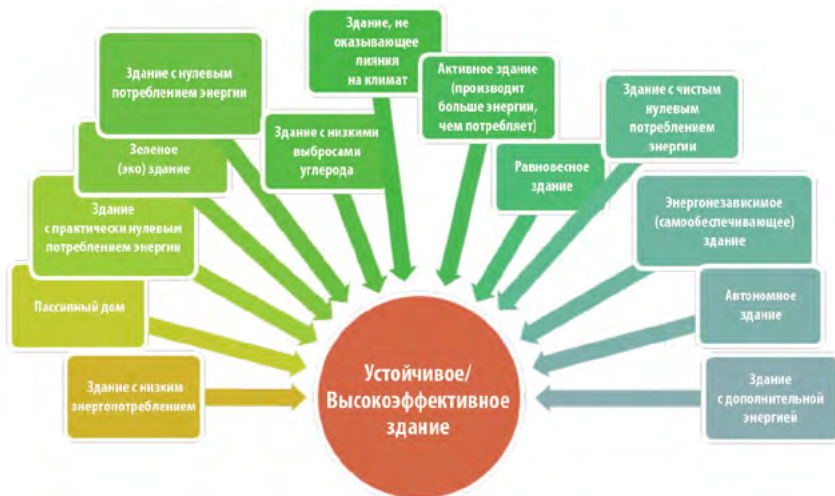 Здание с низким
энергопотреблением
Пассивный дом
Здание
с практически нулевым
потреблением энергии
Зеленое
(эко) здание
Здание с нулевым
потреблением энергии
Здание с низкими
выбросами
углерода
Здание, не
оказывающее
лияния
на климат
Активное здание
(производит
больше энергии,
чем потребляет)
Равновесное
здание
Здание с чистым
нулевым
потреблением
энергии
Энергонезависимое
(самообеспечивающее)
здание
Автономное
здание
Здание
с дополнительной
энергией
Устойчивое/
Высокоэффективное
здание